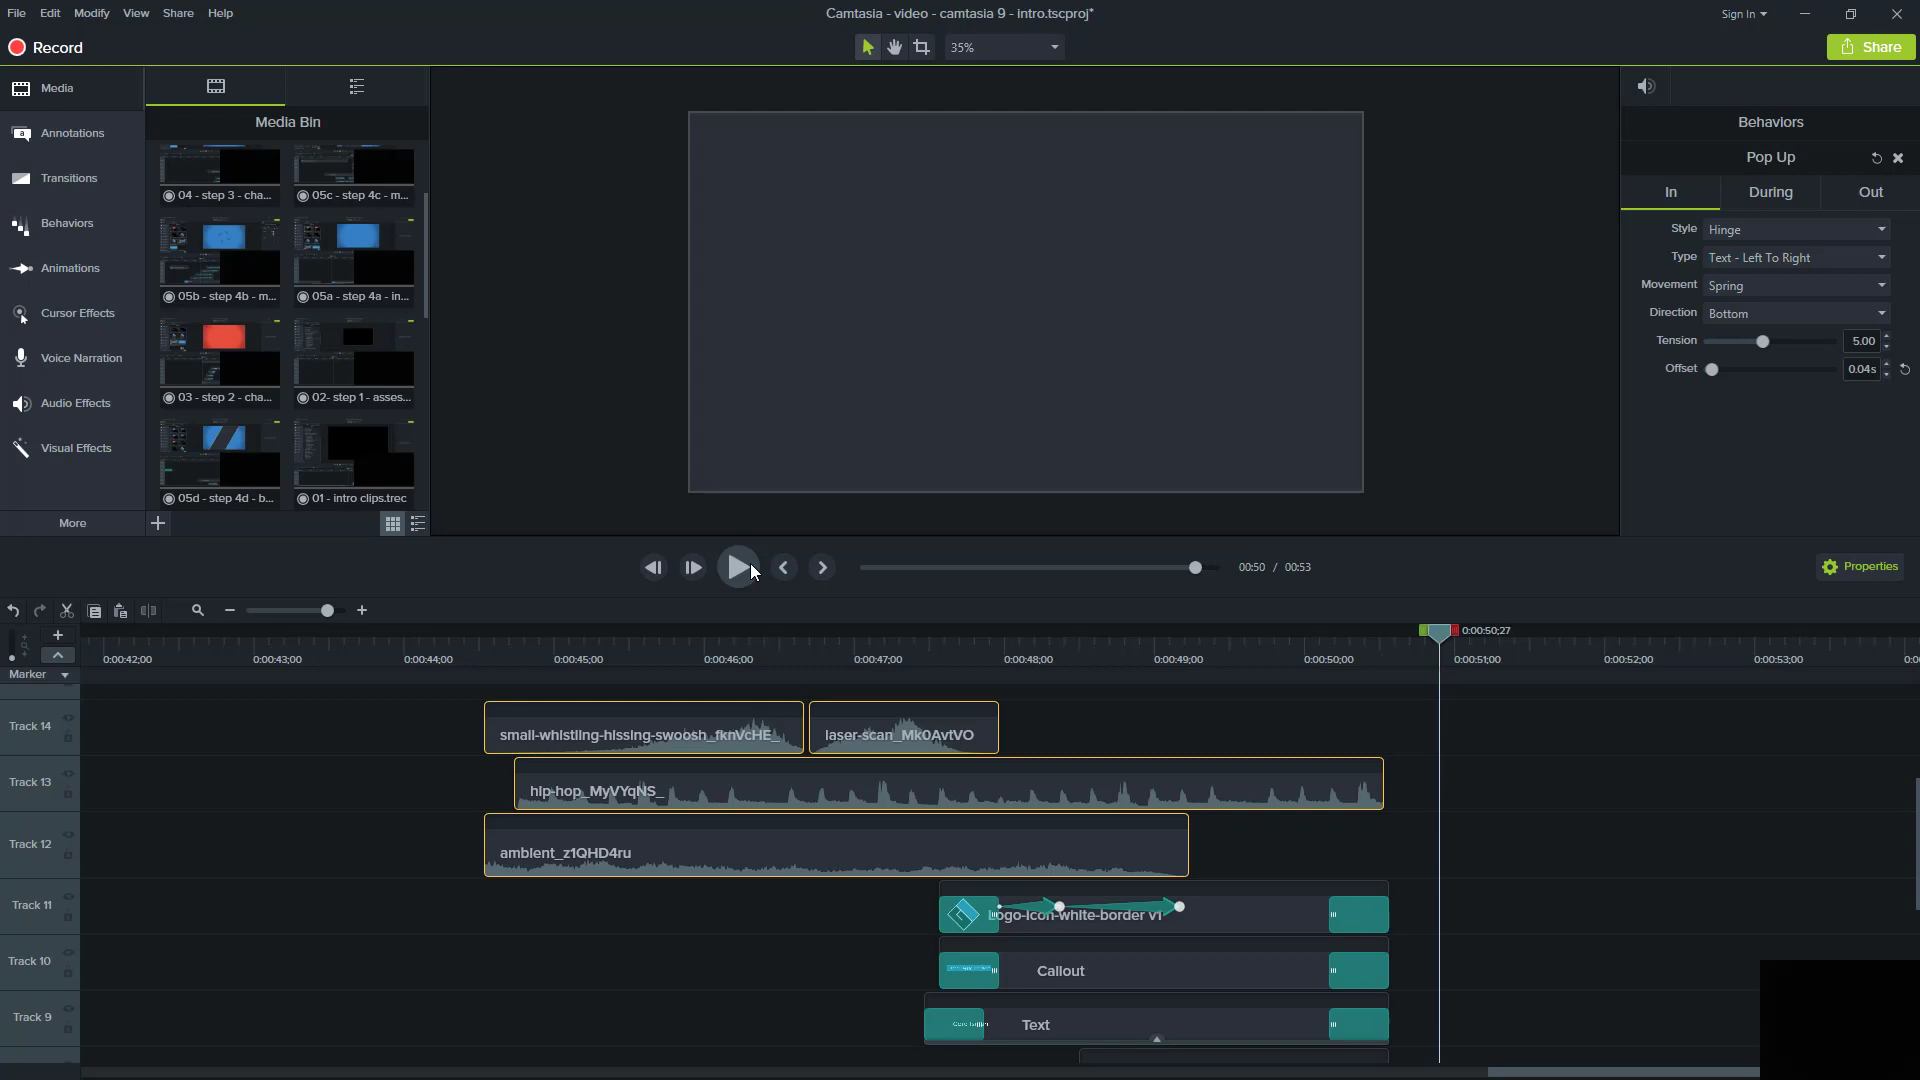 File Edit Modify View Share Help
Camtasia - video - camtasia 9 - intro.tscproj*
Sign In
Record
35%
Share
Media
Annotations
Transitions
Behaviors
Animations
Cursor Effects
Voice Narration
Audio Effects
Visual Effects
More
Media Bin
04 - step 3 - cha...
05c - step 4c - m...
05b - step 4b - m...
05a - step 4a - in...
03 - step 2 - cha...
02- step 1 - asses...
05d - step 4d - b...
01 - intro clips.trec
Behaviors
Pop Up
In During Out
Style Hinge
Type Text - Left To Right
Movement Spring
Direction Bottom
Tension 5.00
Offset 0.04s
00:50 / 00:53
Properties
0:00:50;27
0:00:42;00 0:00:43;00 0:00:44;00 0:00:45;00 0:00:46;00 0:00:47;00 0:00:48;00 0:00:49;00 0:00:50;00 0:00:51;00 0:00:52;00 0:00:53;00
Marker
Track 14
small-whistling-hissing-swoosh_fknVcHE_
laser-scan_Mk0AvtVO
Track 13
hip-hop_MyVYqNS_
Track 12
ambient_z1QHD4ru
Track 11
Logo-icon-white-border v1
Track 10
Callout
Track 9
Text